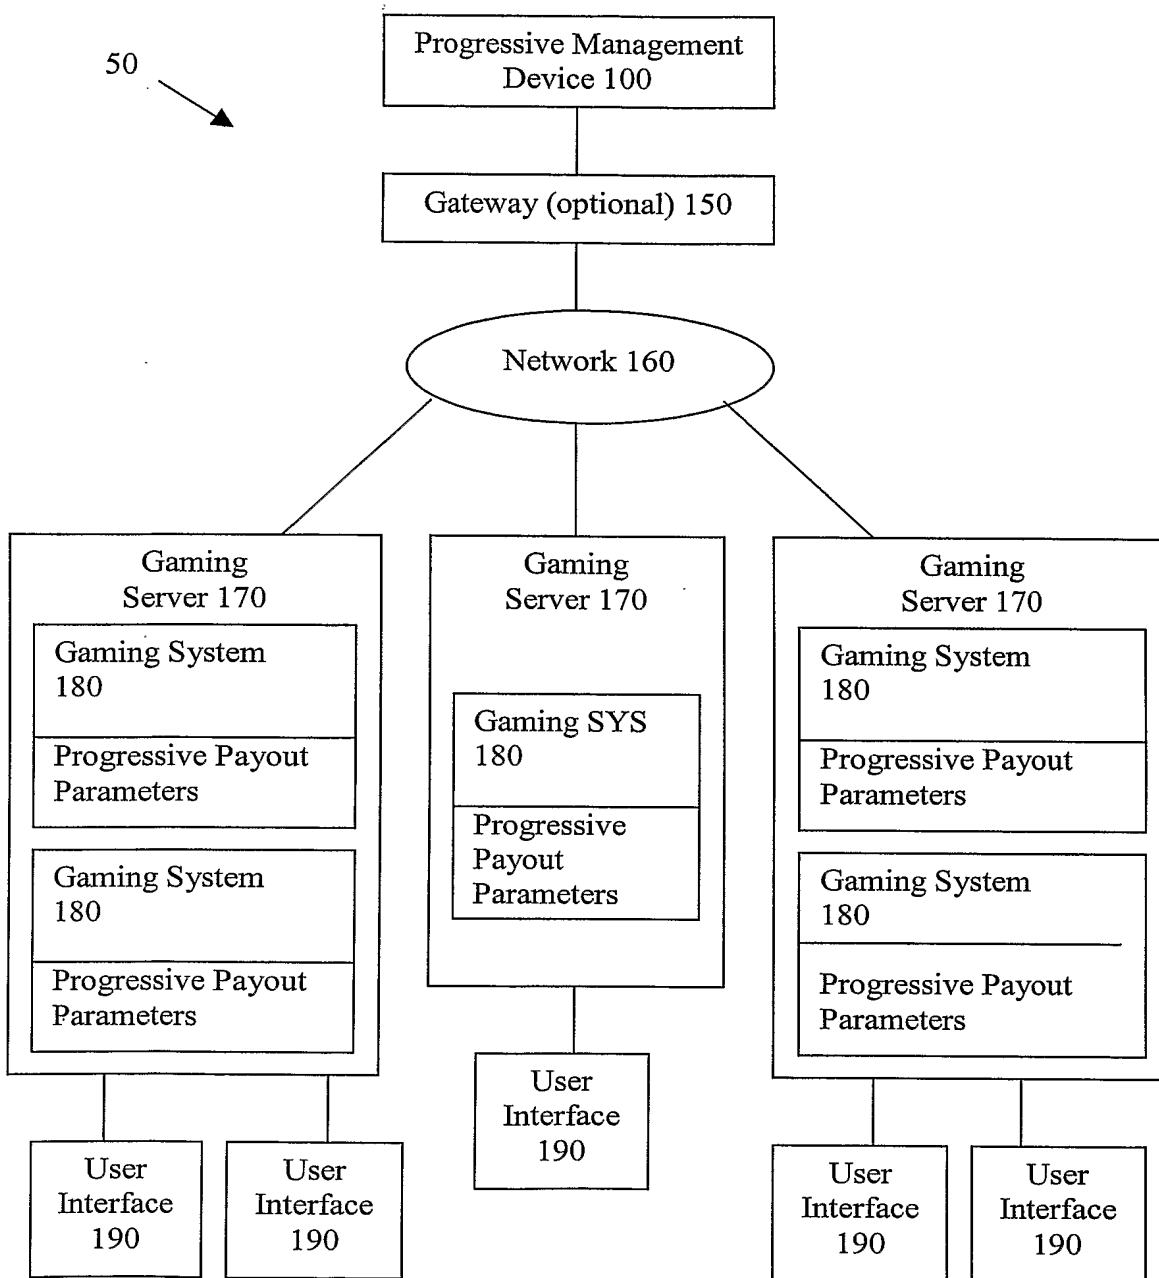 50
Progressive Management
Device 100
Gateway (optional) 150
Network 160
Gaming
Server 170
Gaming System
180
Progressive Payout
Parameters
Gaming System
180
Progressive Payout
Parameters
Gaming
Server 170
Gaming SYS
180
Progressive
Payout
Parameters
Gaming
Server 170
Gaming System
180
Progressive Payout
Parameters
Gaming System
180
Progressive Payout
Parameters
User
Interface
190
User
Interface
190
User
Interface
190
User
Interface
190
User
Interface
190